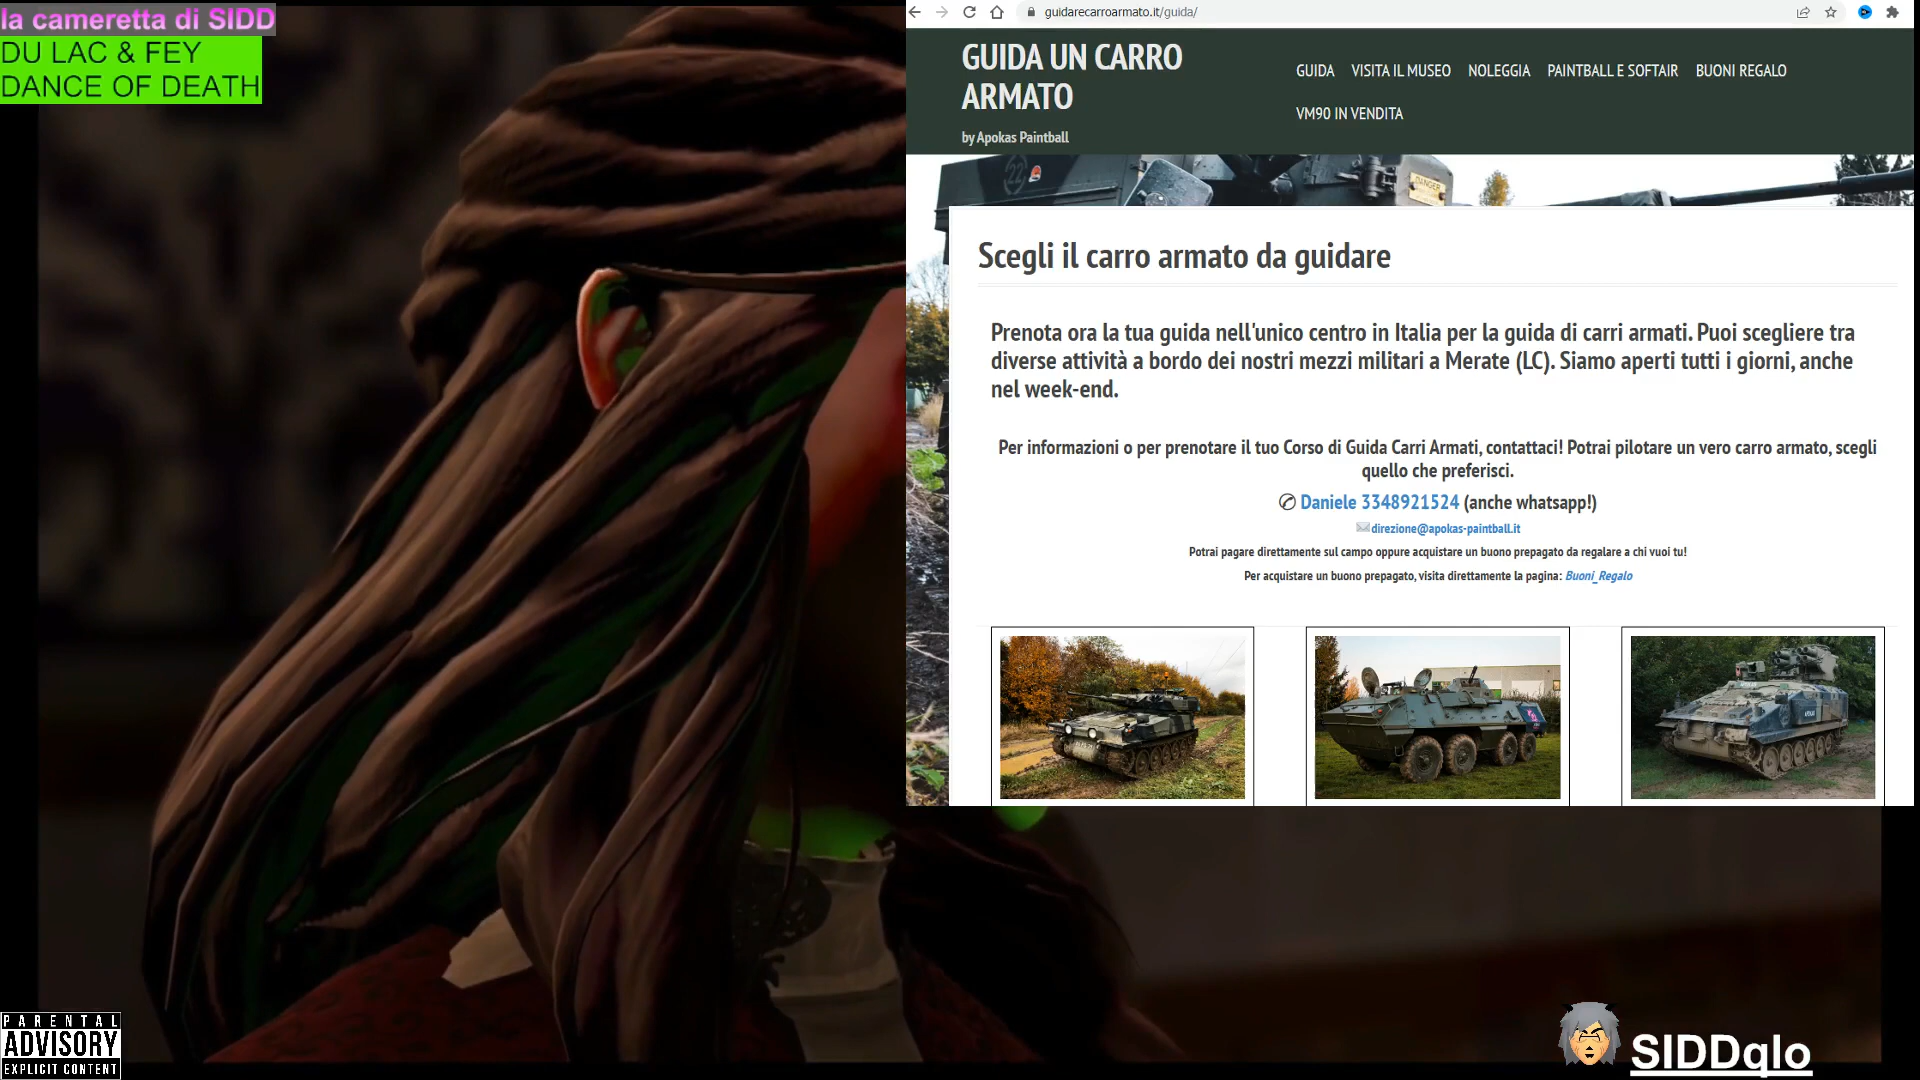 la cameretta di SIDD
DU LAC & FEY
DANCE OF DEATH
guidarecarroarmato.it/guida/
GUIDA UN CARRO
ARMATO
by Apokas Paintball
GUIDA VISITA IL MUSEO NOLEGGIA PAINTBALL E SOFTAIR BUONI REGALO
VM90 IN VENDITA
22
DANGER
Scegli il carro armato da guidare
Prenota ora la tua guida nell'unico centro in Italia per la guida di carri armati. Puoi scegliere tra
diverse attività a bordo dei nostri mezzi militari a Merate (LC). Siamo aperti tutti i giorni, anche
nel week-end.
Per informazioni o per prenotare il tuo Corso di Guida Carri Armati, contattaci! Potrai pilotare un vero carro armato, scegli
quello che preferisci.
✆ Daniele 3348921524 (anche whatsapp!)
direzione@apokas-paintball.it
Potrai pagare direttamente sul campo oppure acquistare un buono prepagato da regalare a chi vuoi tu!
Per acquistare un buono prepagato, visita direttamente la pagina: Buoni_Regalo
PARENTAL
ADVISORY
EXPLICIT CONTENT
SIDDqlo